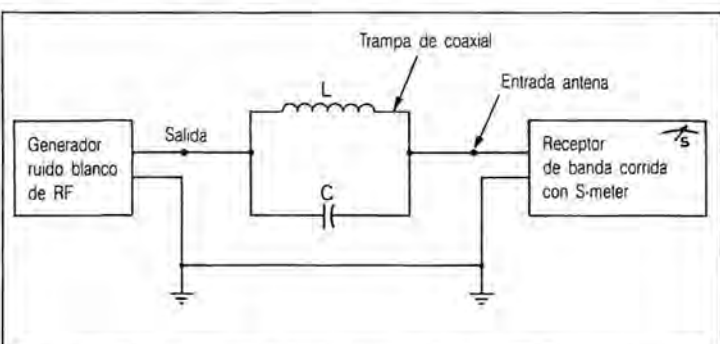 Trampa de coaxial
L
Entrada antena
Generador
ruido blanco
de RF
Salida
C
Receptor
de banda corrida
con S-meter
S